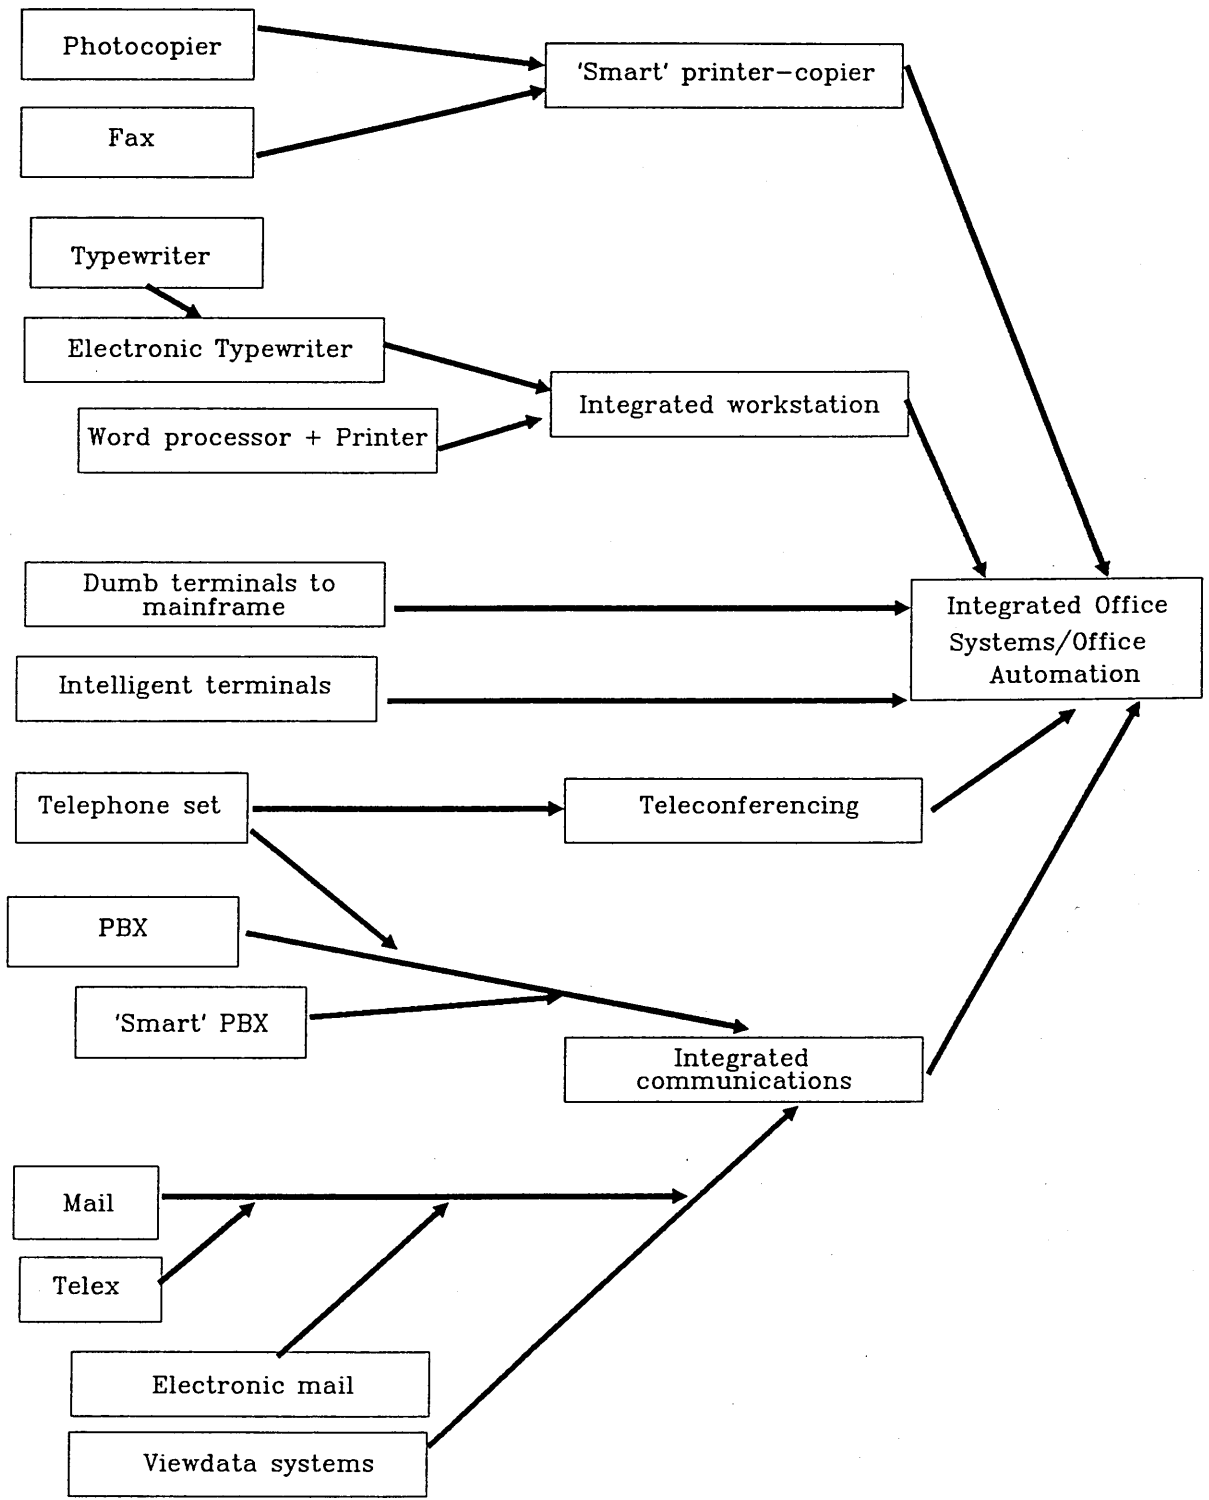 Photocopier
'Smart' printer-copier
Fax
Typewriter
Electronic Typewriter
Integrated workstation
Word processor + Printer
Dumb terminals to
mainframe
Integrated Office
Systems/Office
Automation
Intelligent terminals
Telephone set
Teleconferencing
PBX
'Smart' PBX
Integrated
communications
Mail
Telex
Electronic mail
Viewdata systems